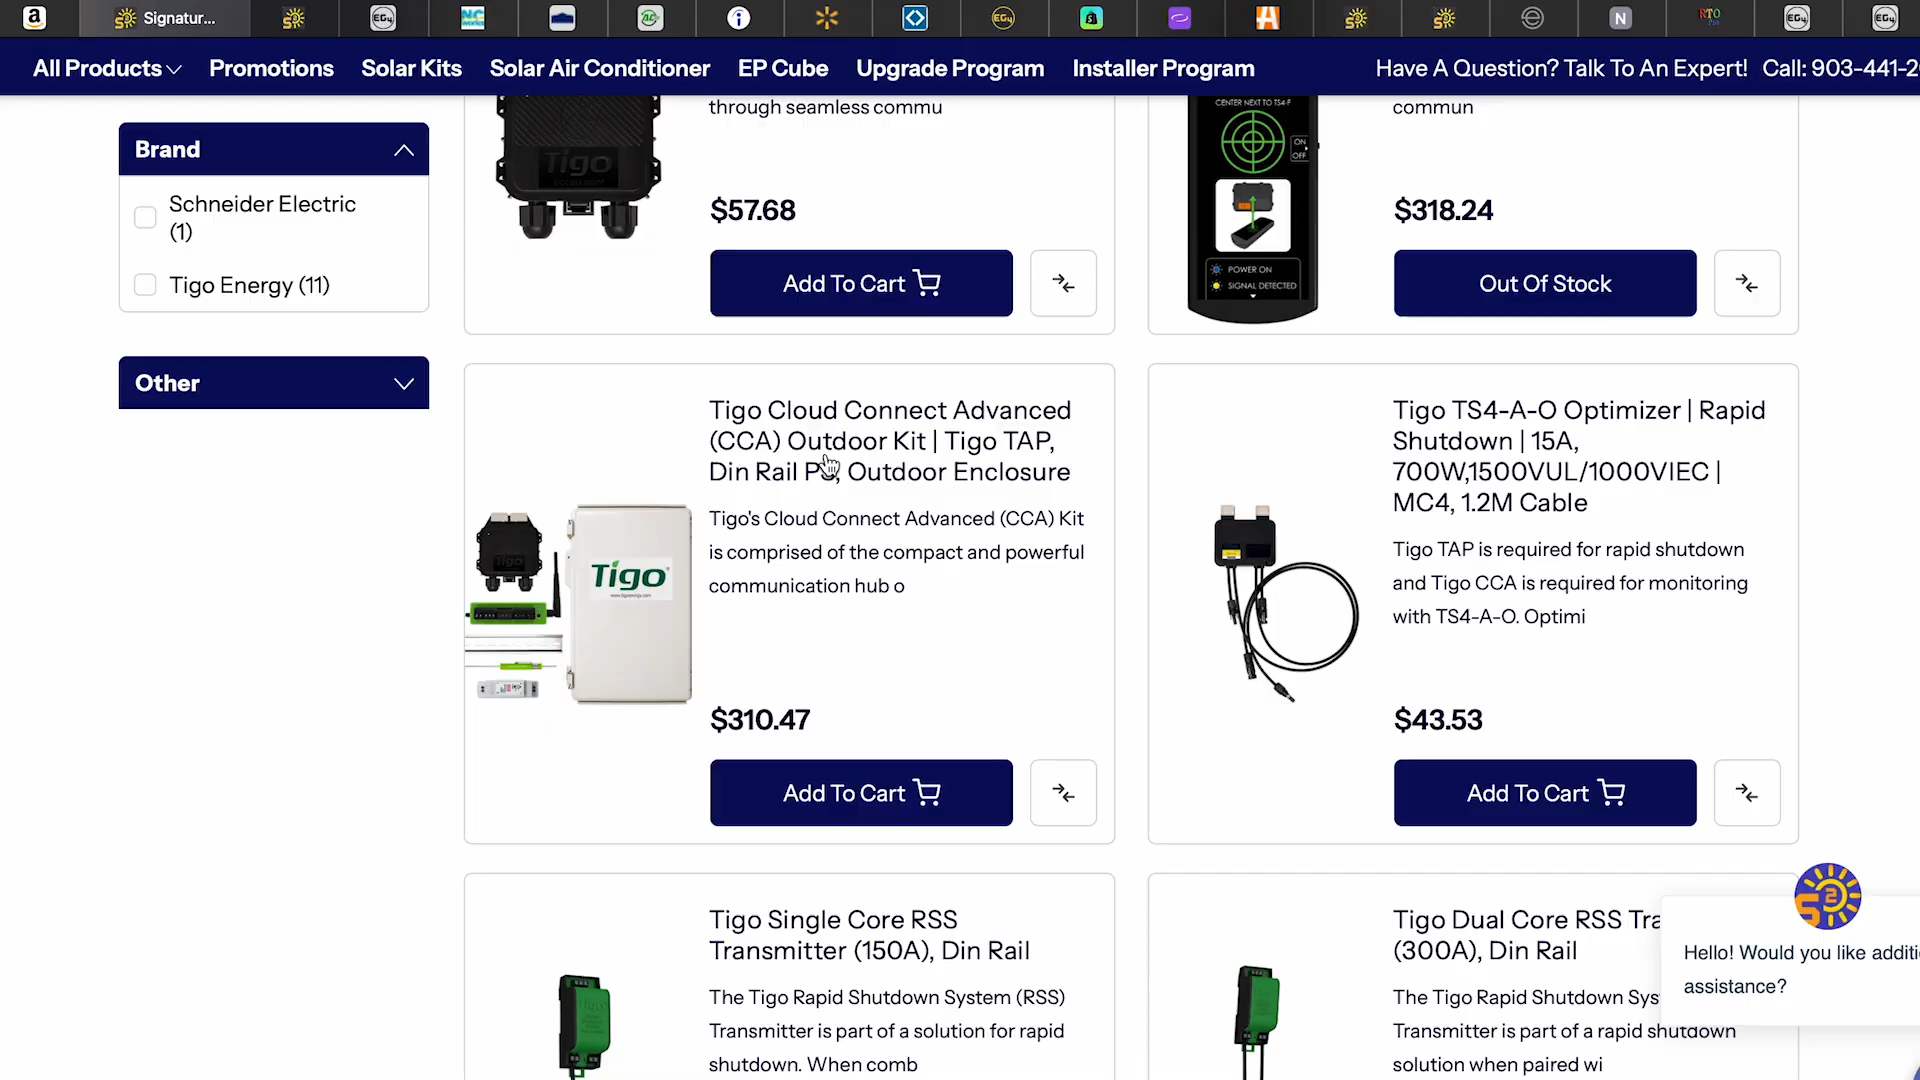 Signatur...
EG4
NC
works
AC
EG4
N
RTO
EG4
EG4
All Products
Promotions
Solar Kits
Solar Air Conditioner
EP Cube
Upgrade Program
Installer Program
Have A Question? Talk To An Expert!
Call: 903-441-2
Brand
Schneider Electric
(1)
Tigo Energy (11)
Other
Tigo
through seamless commu
$57.68
Add To Cart
CENTER NEXT TO TS4-F
ON
OFF
POWER ON
SIGNAL DETECTED
commun
$318.24
Out Of Stock
Tigo
Tigo Cloud Connect Advanced
(CCA) Outdoor Kit | Tigo TAP,
Din Rail PS, Outdoor Enclosure
Tigo's Cloud Connect Advanced (CCA) Kit
is comprised of the compact and powerful
communication hub o
$310.47
Add To Cart
Tigo TS4-A-O Optimizer | Rapid
Shutdown | 15A,
700W,1500VUL/1000VIEC |
MC4, 1.2M Cable
Tigo TAP is required for rapid shutdown
and Tigo CCA is required for monitoring
with TS4-A-O. Optimi
$43.53
Add To Cart
Tigo Single Core RSS
Transmitter (150A), Din Rail
The Tigo Rapid Shutdown System (RSS)
Transmitter is part of a solution for rapid
shutdown. When comb
Tigo Dual Core RSS Tra
(300A), Din Rail
The Tigo Rapid Shutdown Sys
Transmitter is part of a rapid shutdown
solution when paired wi
Hello! Would you like additi
assistance?